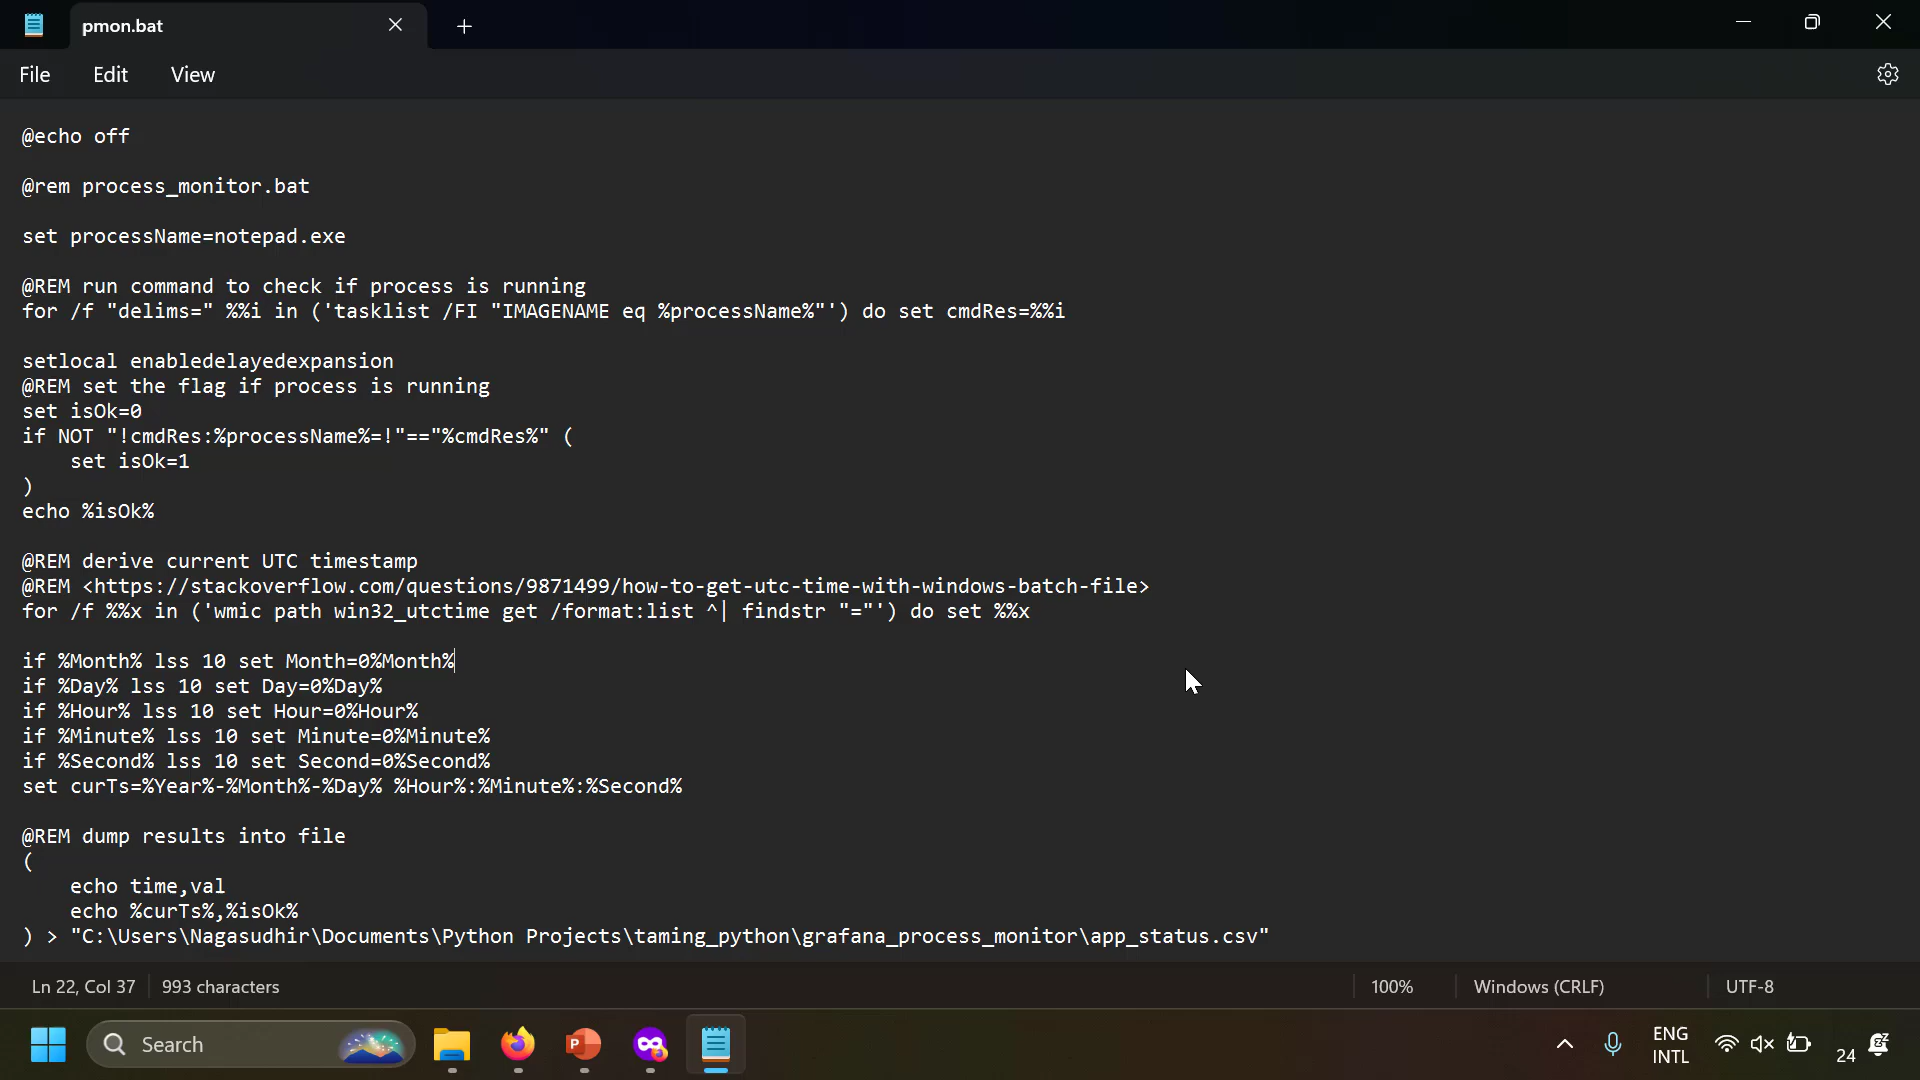 pmon.bat
File Edit View
@echo off
@rem process_monitor.bat
set processName=notepad.exe
@REM run command to check if process is running
for /f "delims=" %%i in ('tasklist /FI "IMAGENAME eq %processName%"') do set cmdRes=%%i
setlocal enabledelayedexpansion
@REM set the flag if process is running
set isOk=0
if NOT "!cmdRes:%processName%=!"=="%cmdRes%" (
    set isOk=1
)
echo %isOk%
@REM derive current UTC timestamp
@REM <https://stackoverflow.com/questions/9871499/how-to-get-utc-time-with-windows-batch-file>
for /f %%x in ('wmic path win32_utctime get /format:list ^| findstr "="') do set %%x
if %Month% lss 10 set Month=0%Month%
if %Day% lss 10 set Day=0%Day%
if %Hour% lss 10 set Hour=0%Hour%
if %Minute% lss 10 set Minute=0%Minute%
if %Second% lss 10 set Second=0%Second%
set curTs=%Year%-%Month%-%Day% %Hour%:%Minute%:%Second%
@REM dump results into file
(
    echo time,val
    echo %curTs%,%isOk%
) > "C:\Users\Nagasudhir\Documents\Python Projects\taming_python\grafana_process_monitor\app_status.csv"
Ln 22, Col 37 993 characters 100% Windows (CRLF) UTF-8
Search P ENG
INTL 24